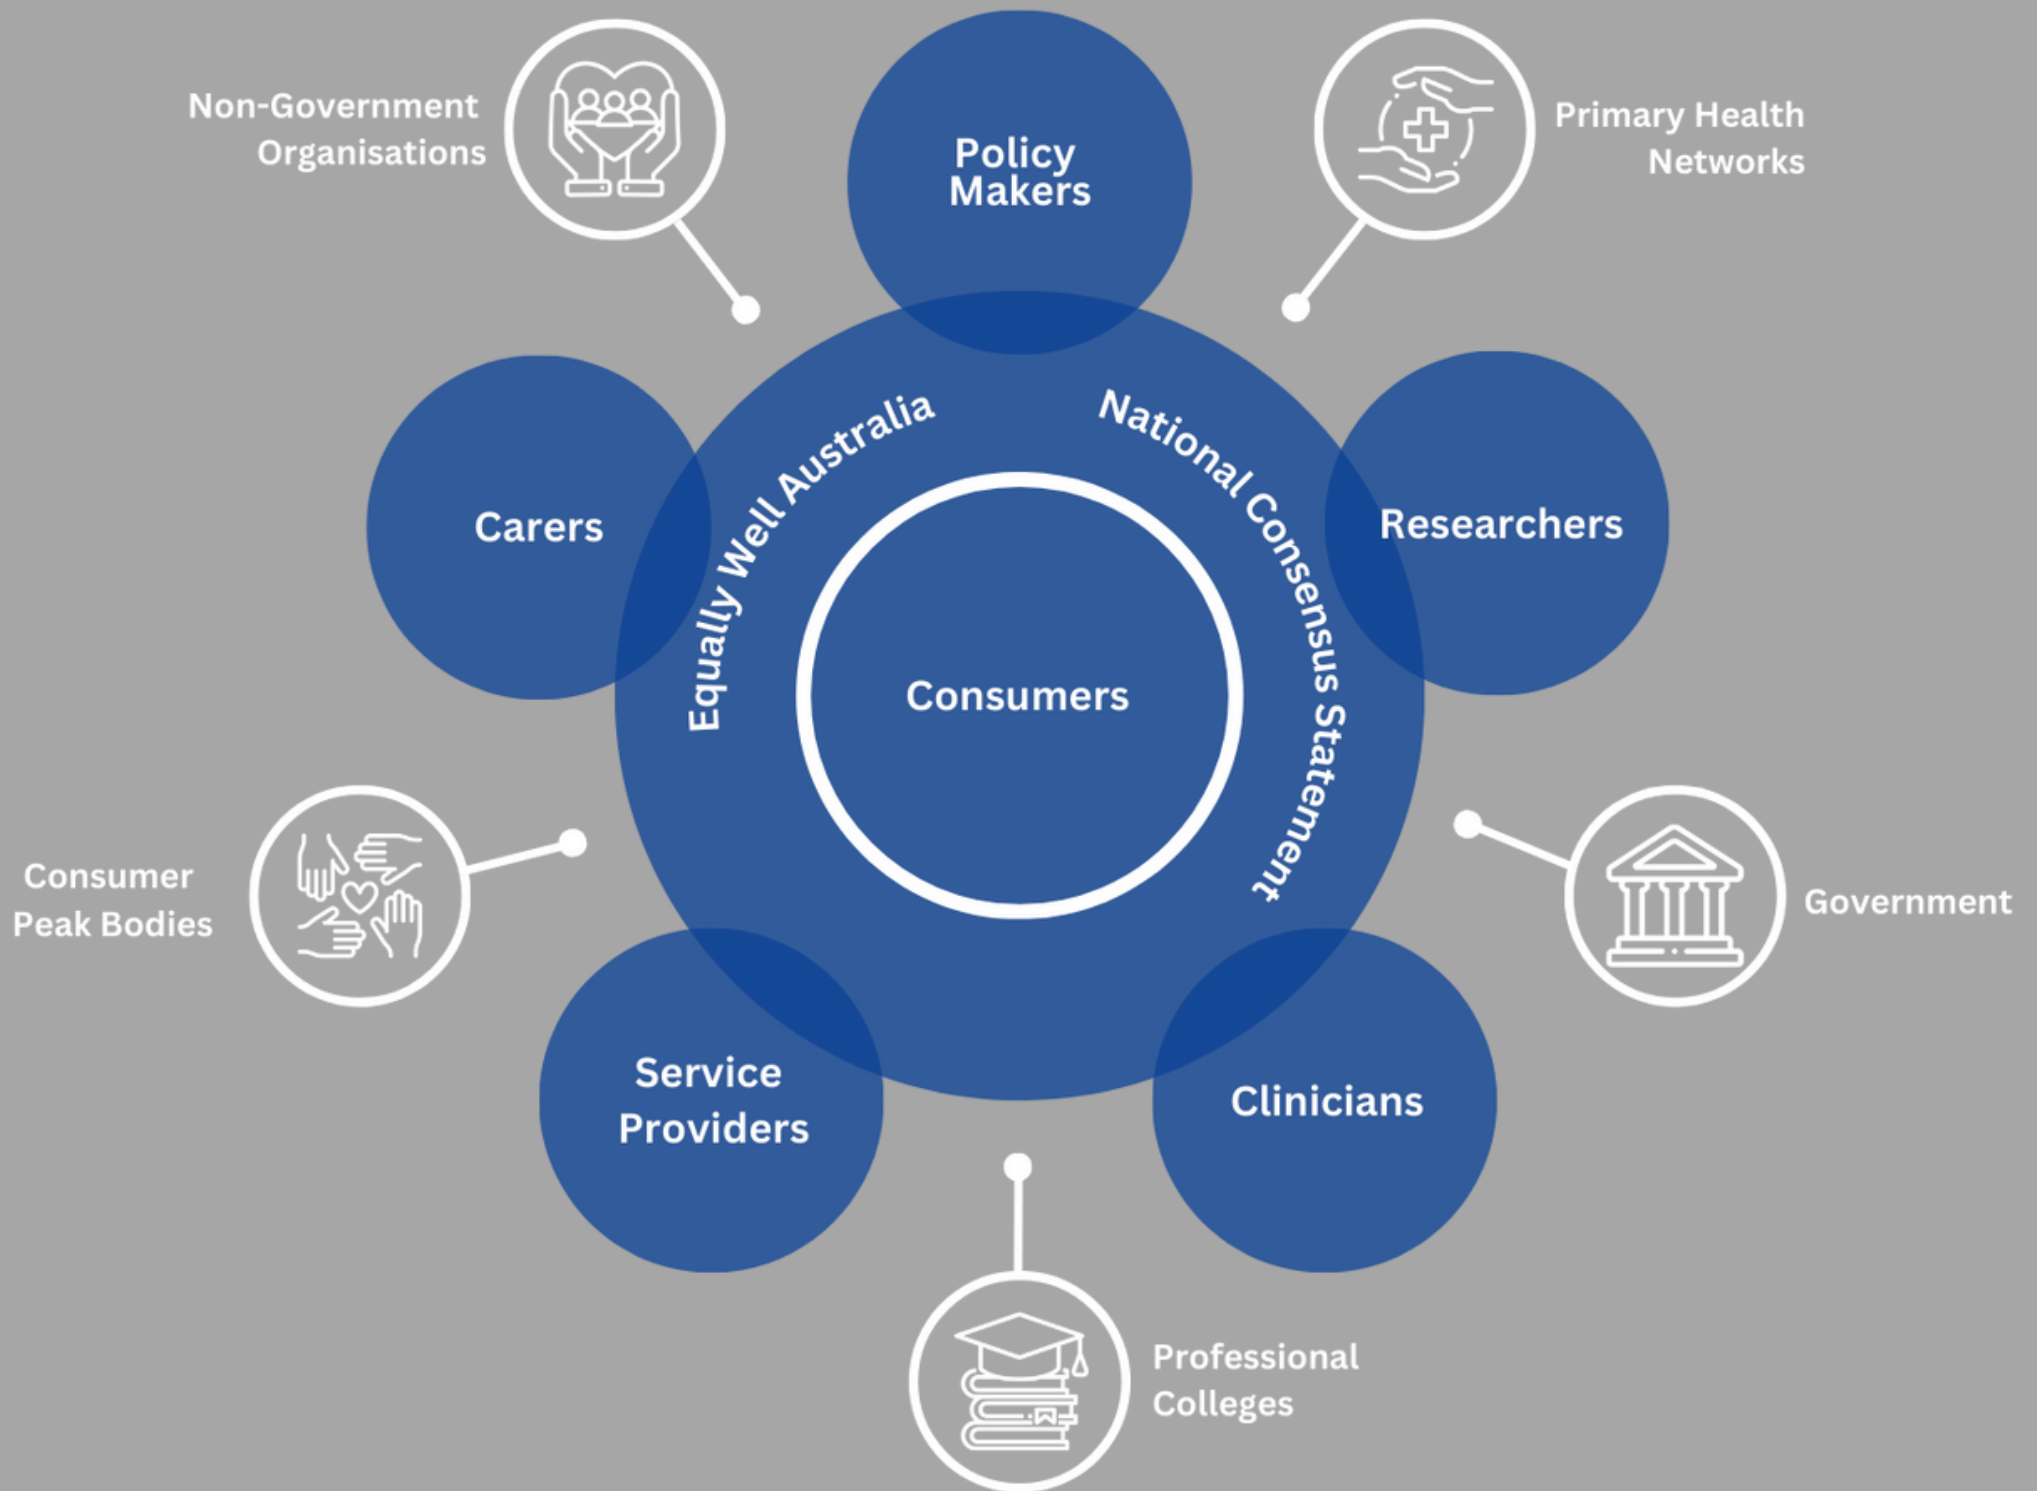 Non-Government
Organisations
Policy
Makers
Primary Health
Networks
Carers
Equally Well Australia
National Consensus Statement
Researchers
Consumers
Consumer
Peak Bodies
Government
Service
Providers
Clinicians
Professional
Colleges